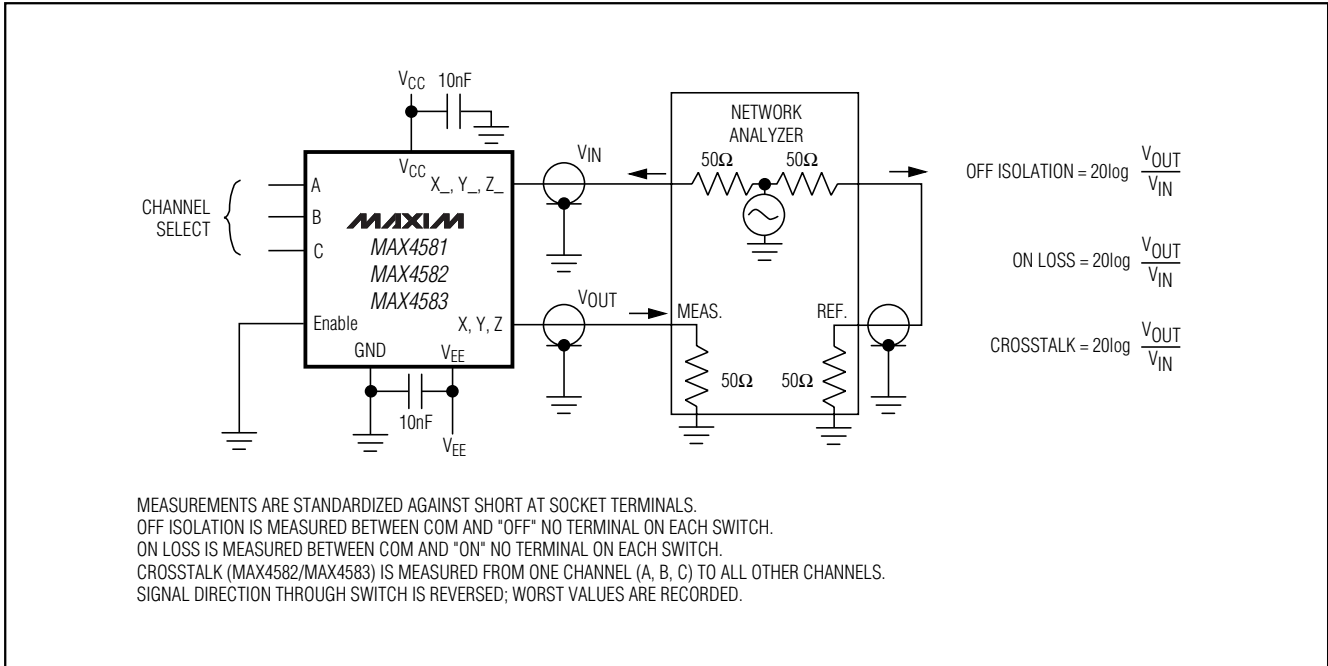 VCC 10nF
VCC
A
B
C
CHANNEL
SELECT
MAXIM
MAX4581
MAX4582
MAX4583
X_, Y_, Z_
Enable
X, Y, Z
GND
VEE
10nF
VEE
VIN
VOUT
NETWORK
ANALYZER
50Ω 50Ω
MEAS. REF.
50Ω 50Ω
OFF ISOLATION = 20log VOUT
VIN
ON LOSS = 20log VOUT
VIN
CROSSTALK = 20log VOUT
VIN
MEASUREMENTS ARE STANDARDIZED AGAINST SHORT AT SOCKET TERMINALS.
OFF ISOLATION IS MEASURED BETWEEN COM AND "OFF" NO TERMINAL ON EACH SWITCH.
ON LOSS IS MEASURED BETWEEN COM AND "ON" NO TERMINAL ON EACH SWITCH.
CROSSTALK (MAX4582/MAX4583) IS MEASURED FROM ONE CHANNEL (A, B, C) TO ALL OTHER CHANNELS.
SIGNAL DIRECTION THROUGH SWITCH IS REVERSED; WORST VALUES ARE RECORDED.